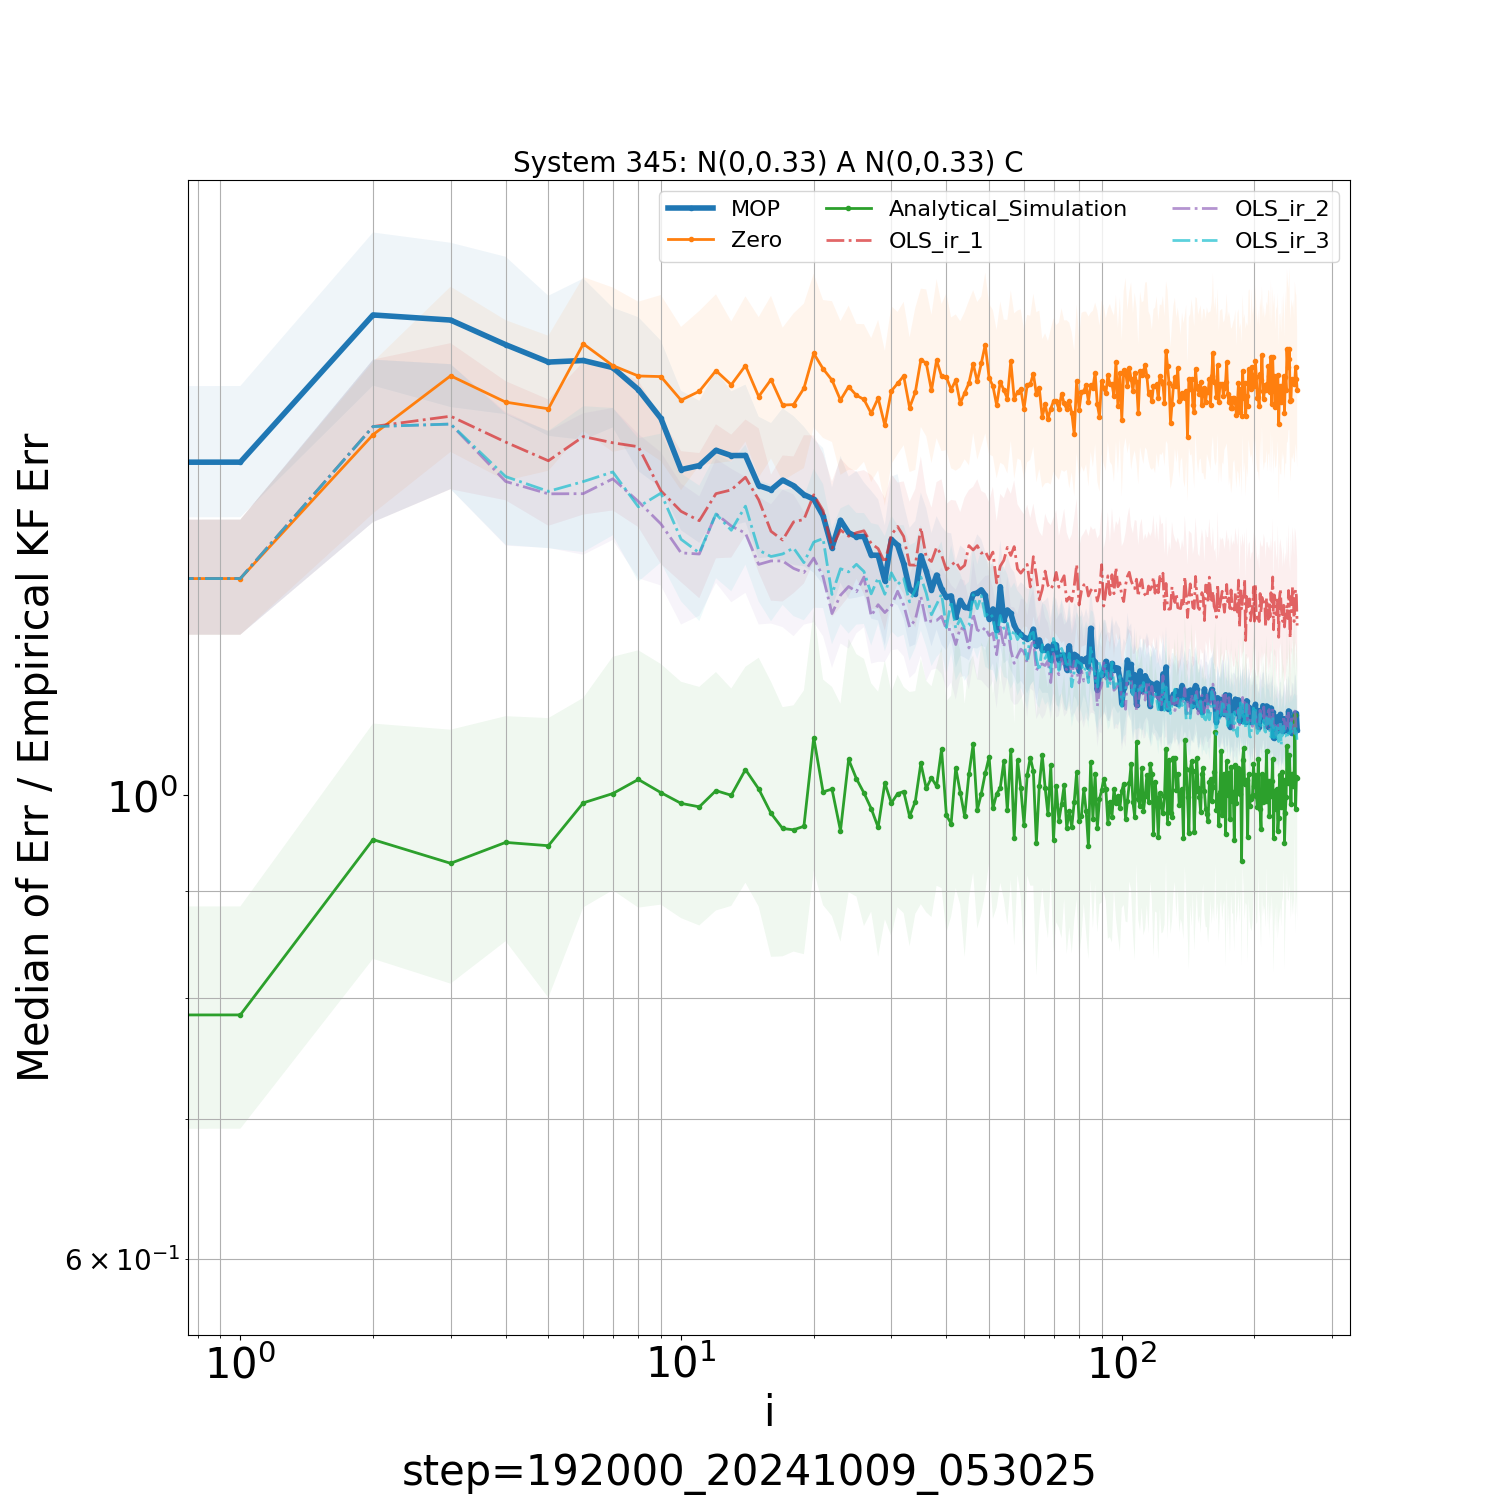 System 345: N(0,0.33) A N(0,0.33) C
MOP
Zero
Analytical_Simulation
OLS_ir_1
OLS_ir_2
OLS_ir_3
Median of Err / Empirical KF Err
10⁰
6 × 10⁻¹
10⁰ 10¹ 10²
i
step=192000_20241009_053025